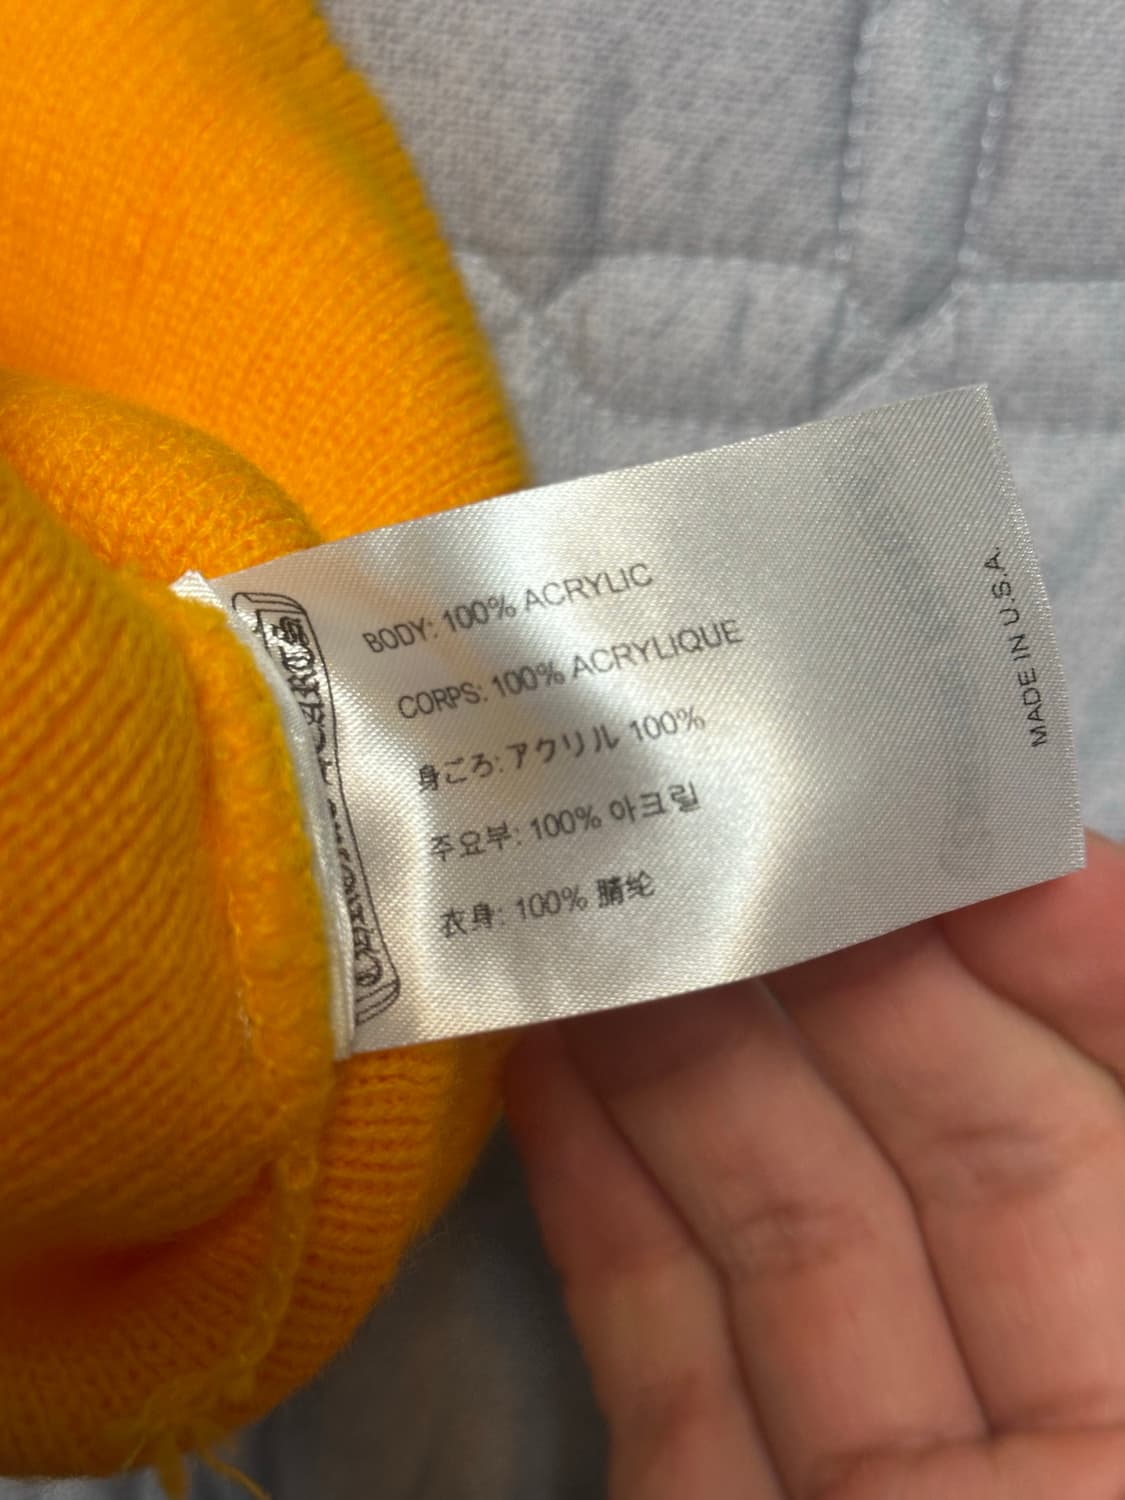 BODY: 100% ACRYLIC
CORPS: 100% ACRYLIQUE
身ごろ: アクリル 100%
주요부: 100% 아크릴
衣身: 100% 腈纶
MADE IN U.S.A.